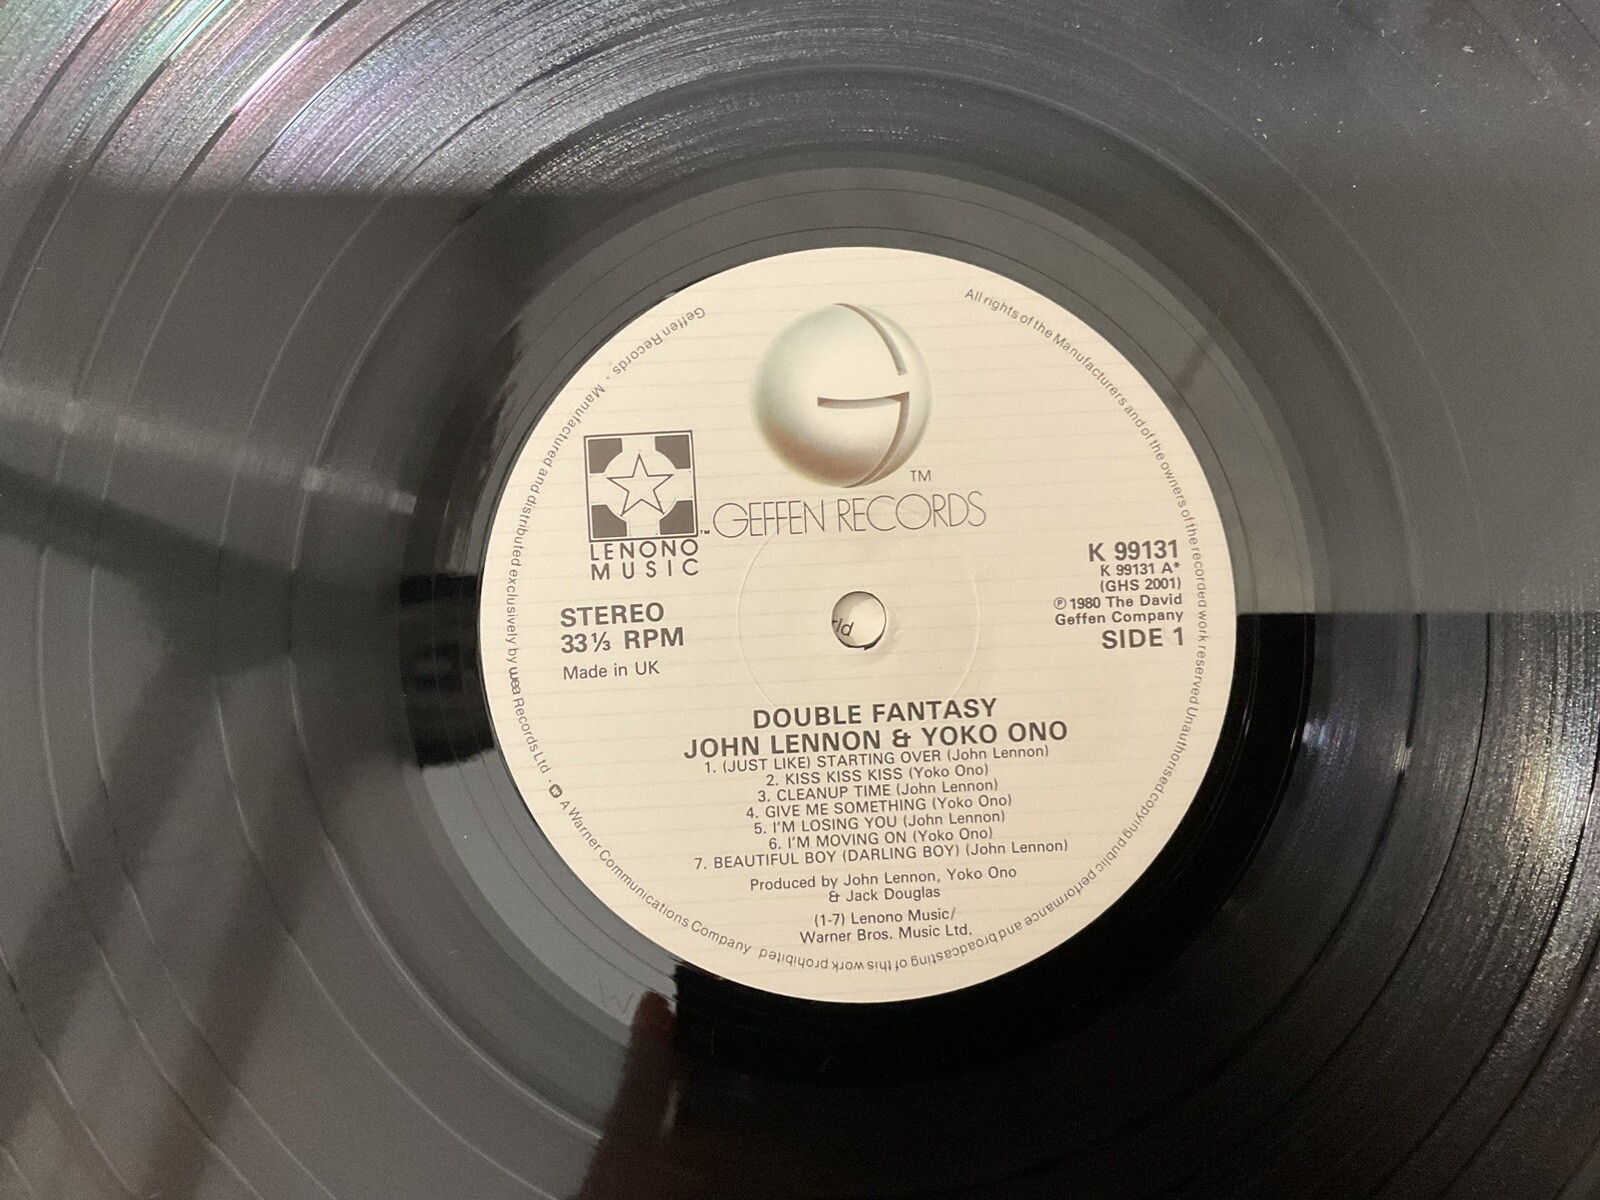 Geffen Records · Manufactured and distributed exclusively by wea Records Ltd · A Warner Communications Company
All rights of the Manufacturers and of the owners of the recorded work reserved Unauthorised copying public performance and broadcasting of this work prohibited
TM
GEFFEN RECORDS
™
LENONO
MUSIC
STEREO
33⅓ RPM
Made in UK
K 99131
K 99131 A*
(GHS 2001)
℗ 1980 The David
Geffen Company
SIDE 1
DOUBLE FANTASY
JOHN LENNON & YOKO ONO
1. (JUST LIKE) STARTING OVER (John Lennon)
2. KISS KISS KISS (Yoko Ono)
3. CLEANUP TIME (John Lennon)
4. GIVE ME SOMETHING (Yoko Ono)
5. I'M LOSING YOU (John Lennon)
6. I'M MOVING ON (Yoko Ono)
7. BEAUTIFUL BOY (DARLING BOY) (John Lennon)
Produced by John Lennon, Yoko Ono
& Jack Douglas
(1-7) Lenono Music/
Warner Bros. Music Ltd.